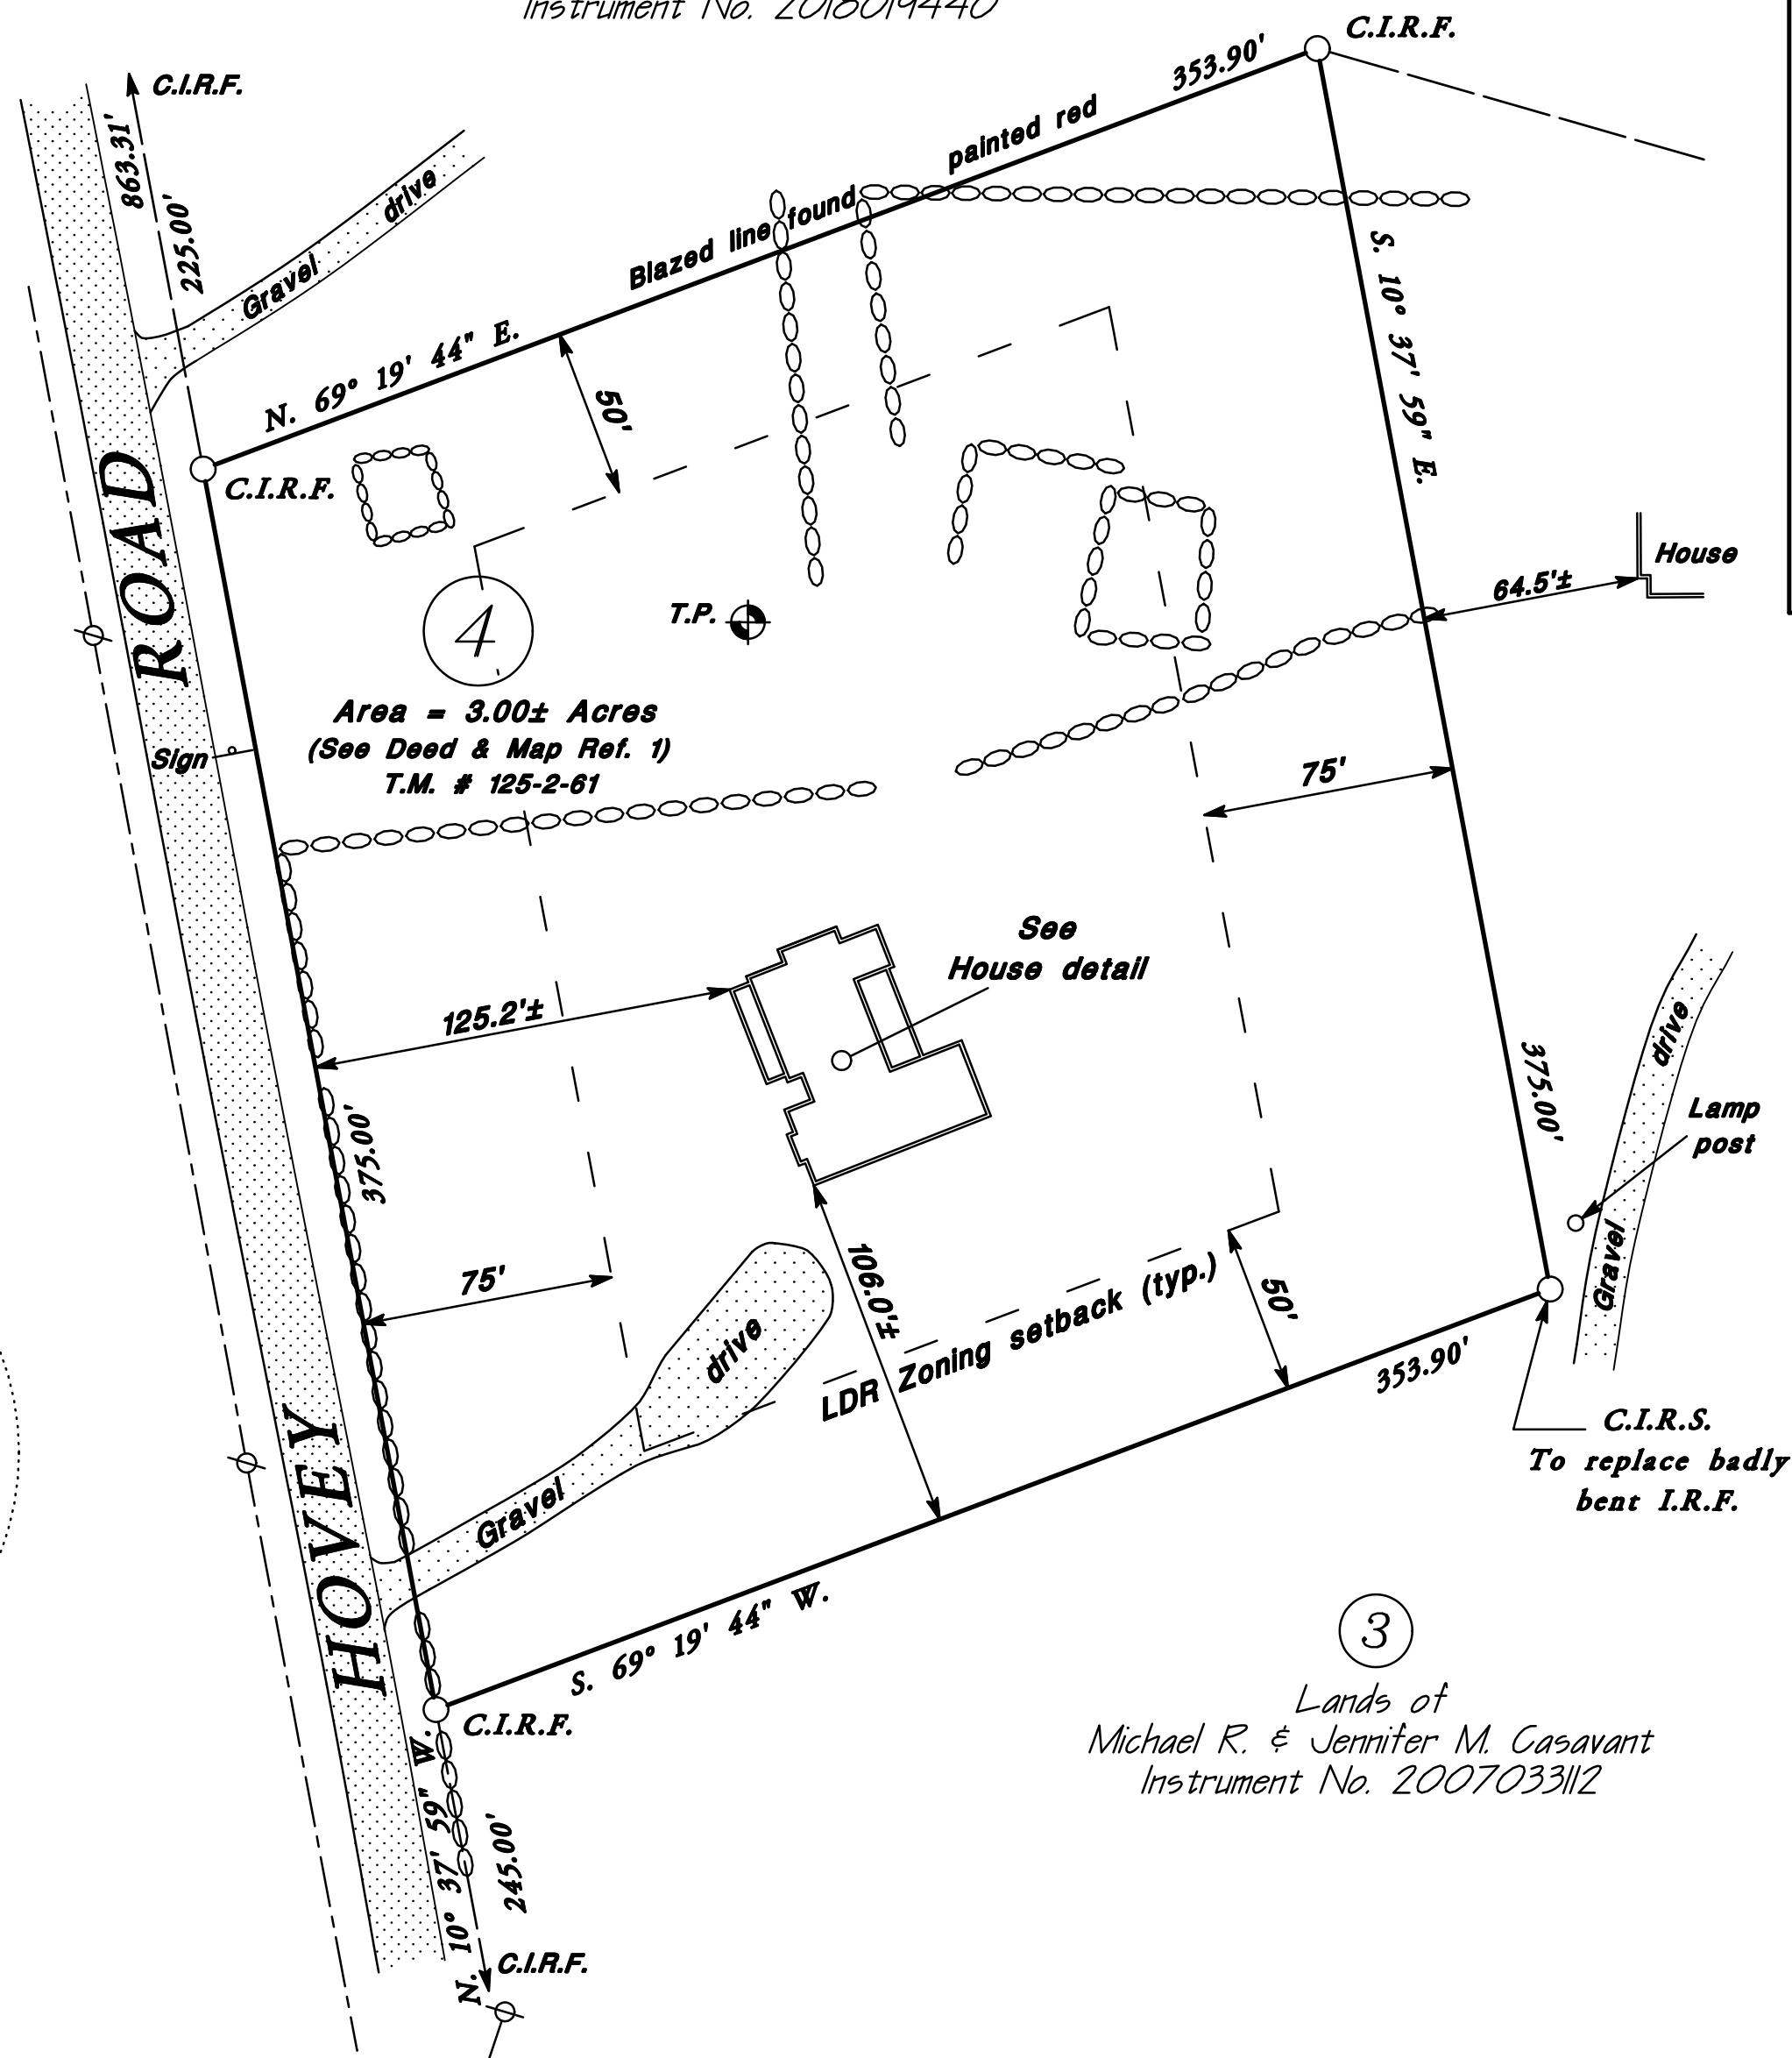 Instrument No. 2018019440
C.I.R.F.
353.90'
C.I.R.F.
863.31'
225.00'
Gravel drive
Blazed line found painted red
N. 69° 19' 44" E.
50'
S. 10° 37' 59" E.
C.I.R.F.
ROAD
House
64.5'±
T.P.
4
Area = 3.00± Acres
(See Deed & Map Ref. 1)
T.M. # 125-2-61
Sign
75'
See
House detail
125.2'±
375.00'
375.00'
drive
Gravel
Lamp
post
75'
106.0'±
50'
LDR Zoning setback (typ.)
drive
Gravel
353.90'
C.I.R.S.
To replace badly
bent I.R.F.
HOVEY
S. 69° 19' 44" W.
3
Lands of
Michael R. & Jennifer M. Casavant
Instrument No. 2007033112
C.I.R.F.
N. 10° 37' 59" W.
245.00'
C.I.R.F.